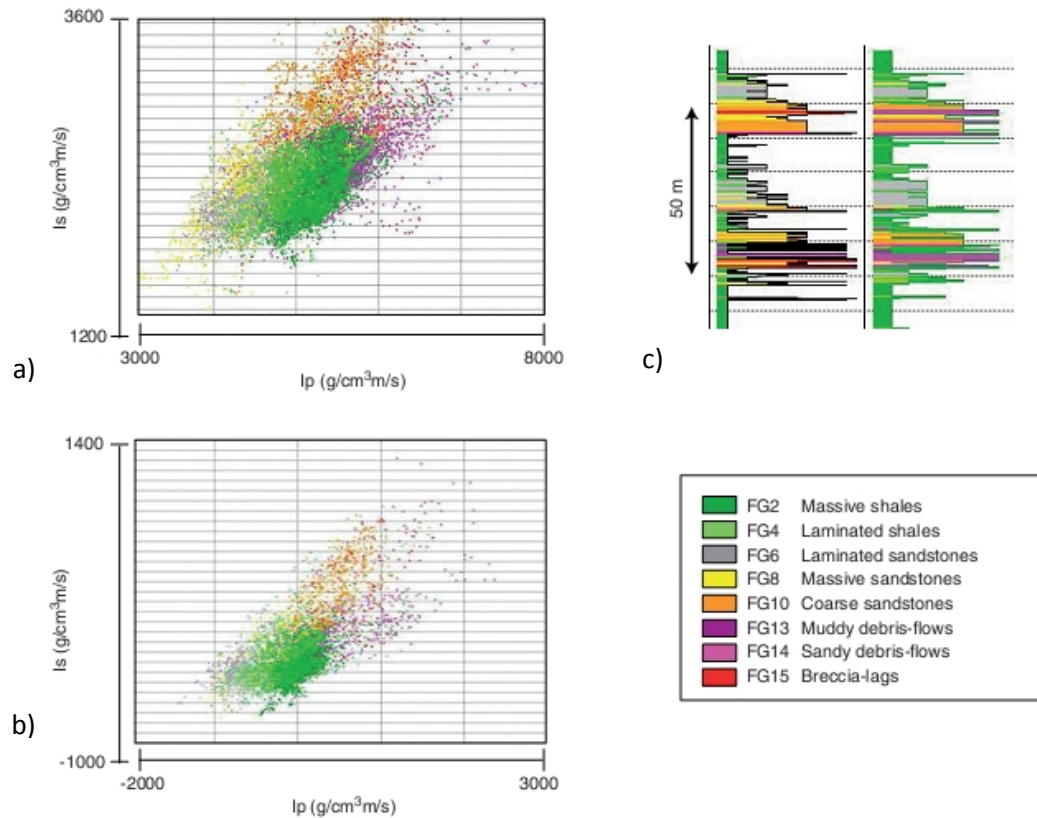 3600
Is (g/cm³m/s)
1200
3000
8000
Ip (g/cm³m/s)
a)
50 m
c)
1400
Is (g/cm³m/s)
-1000
-2000
3000
Ip (g/cm³m/s)
b)
FG2 Massive shales
FG4 Laminated shales
FG6 Laminated sandstones
FG8 Massive sandstones
FG10 Coarse sandstones
FG13 Muddy debris-flows
FG14 Sandy debris-flows
FG15 Breccia-lags